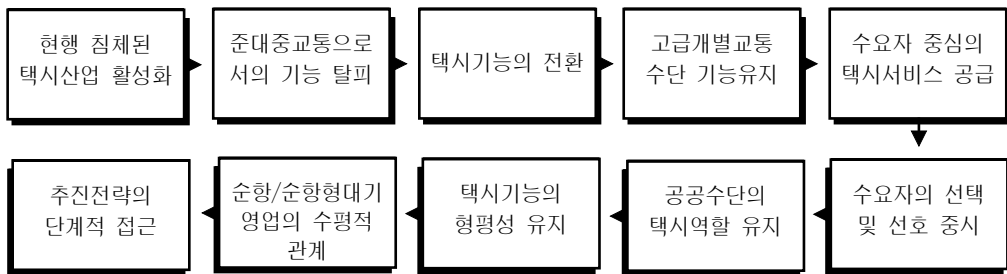 현행 침체된
택시산업 활성화
준대중교통으로
서의 기능 탈피
택시기능의 전환
고급개별교통
수단 기능유지
수요자 중심의
택시서비스 공급
수요자의 선택
및 선호 중시
공공수단의
택시역할 유지
택시기능의
형평성 유지
순항/순항형대기
영업의 수평적
관계
추진전략의
단계적 접근